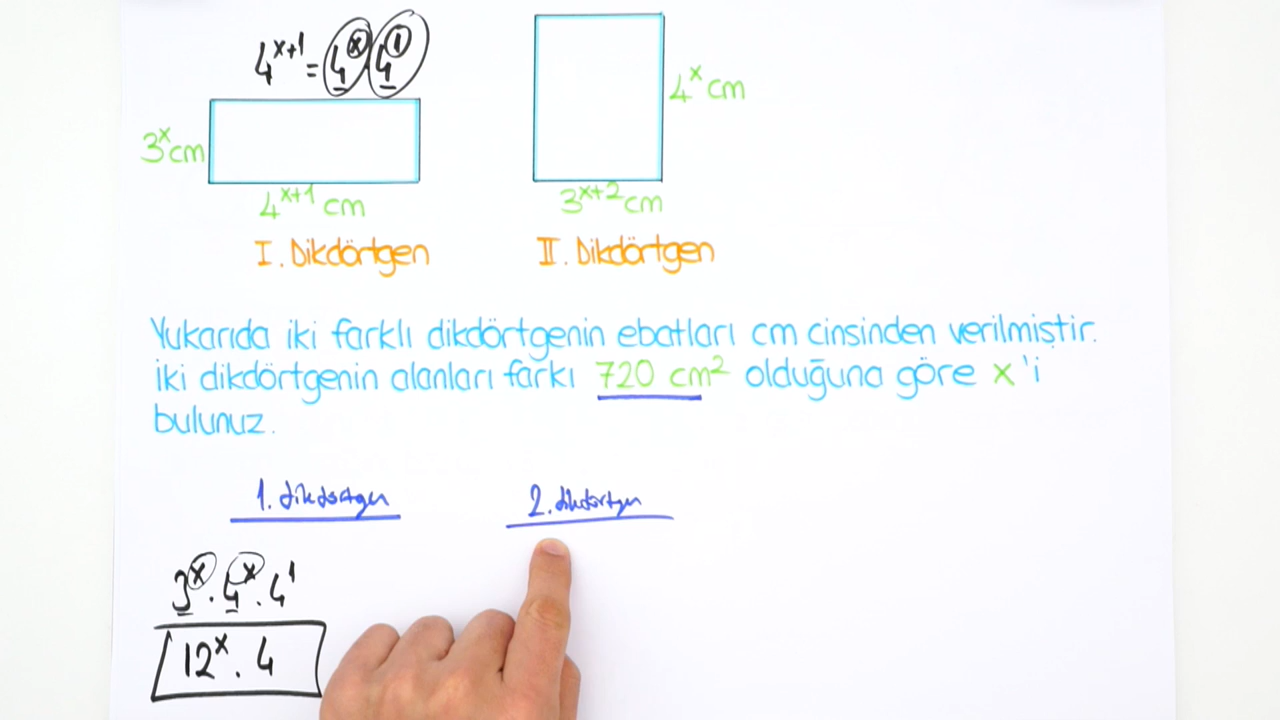 4^{x+1} = 4^x 4^1
3^x cm
4^{x+1} cm
I. Dikdörtgen
4^x cm
3^{x+2} cm
II. Dikdörtgen
Yukarıda iki farklı dikdörtgenin ebatları cm cinsinden verilmiştir.
İki dikdörtgenin alanları farkı 720 cm² olduğuna göre x'i
bulunuz.
1. dikdörtgen
2. dikdörtgen
3^x . 4^x . 4^1
12^x . 4